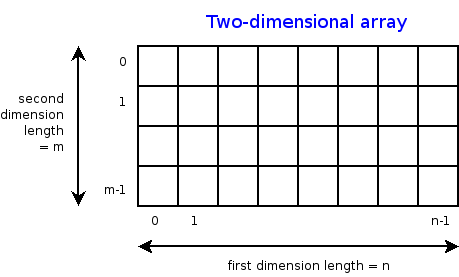 Two-dimensional array
0
1
second
dimension
length
= m
m-1
0 1 n-1
first dimension length = n